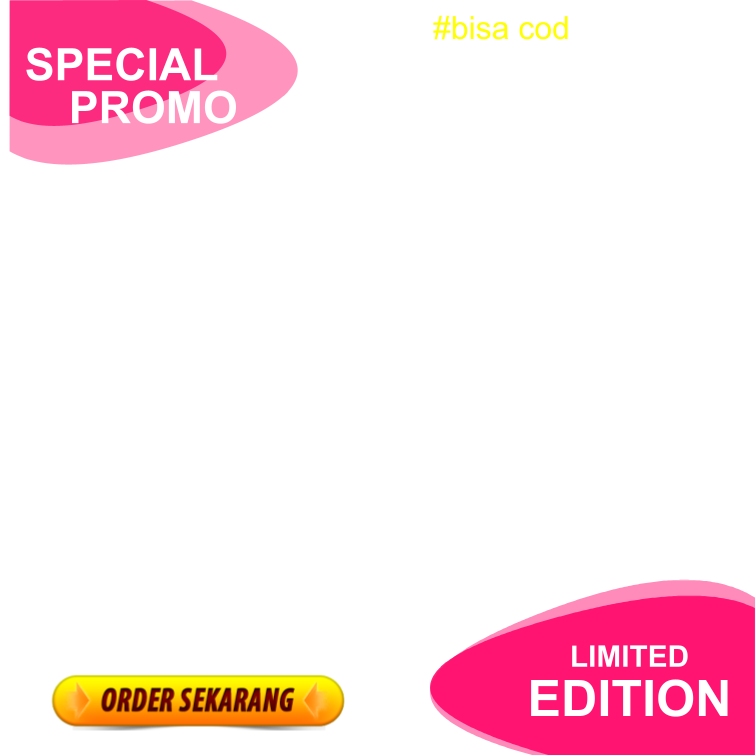 #bisa cod
SPECIAL
PROMO
LIMITED
EDITION
ORDER SEKARANG